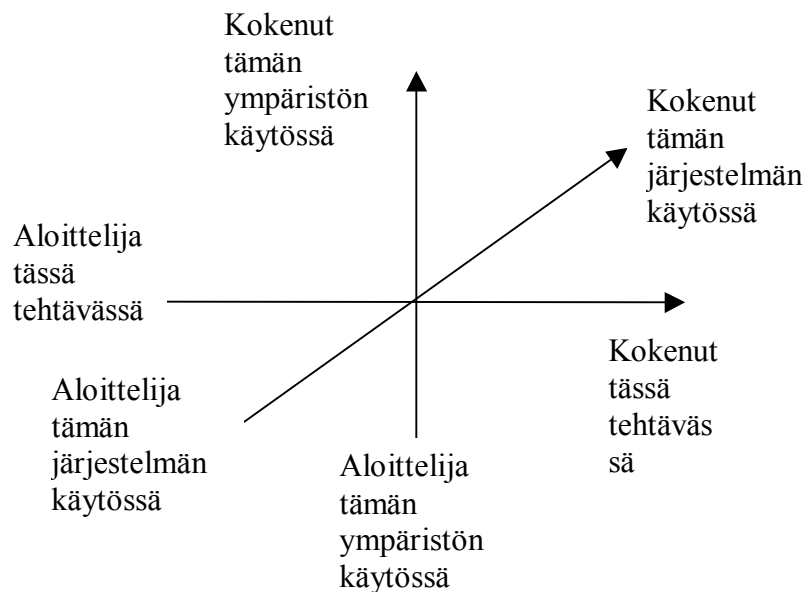 Kokenut
tämän
ympäristön
käytössä
Kokenut
tämän
järjestelmän
käytössä
Aloittelija
tässä
tehtävässä
Kokenut
tässä
tehtäväs
sä
Aloittelija
tämän
järjestelmän
käytössä
Aloittelija
tämän
ympäristön
käytössä